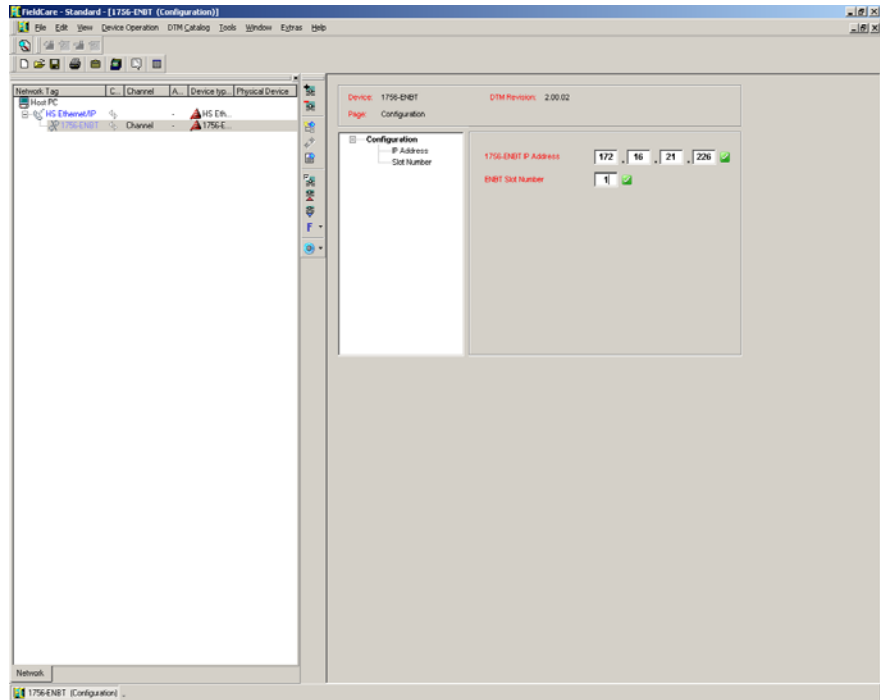 FieldCare - Standard - [1756-ENBT (Configuration)]
File Edit View Device Operation DTM Catalog Tools Window Extras Help
Network Tag C... Channel A... Device typ... Physical Device
Host PC
HS Ethernet/IP - HS Eth...
1756-ENBT Channel - 1756-E...
F
Device: 1756-ENBT DTM Revision: 2.00.02
Page: Configuration
Configuration
IP Address
Slot Number
1756-ENBT IP Address 172 . 16 . 21 . 226
ENBT Slot Number 1
Network
1756-ENBT (Configuration)